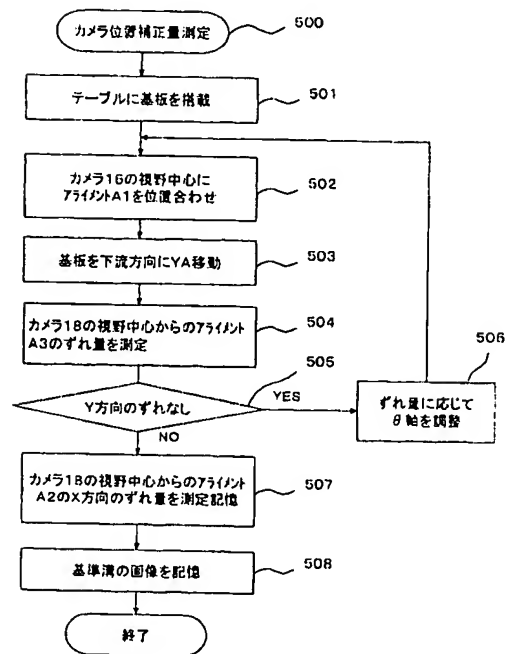 カメラ位置補正量測定
500
テーブルに基板を搭載
501
カメラ16の視野中心に
アライメントA1を位置合わせ
502
基板を下流方向にYA移動
503
カメラ18の視野中心からのアライメント
A3のずれ量を測定
504
505
Y方向のずれなし
YES
506
ずれ量に応じて
θ軸を調整
NO
カメラ18の視野中心からのアライメント
A2のX方向のずれ量を測定記憶
507
基準溝の画像を記憶
508
終了